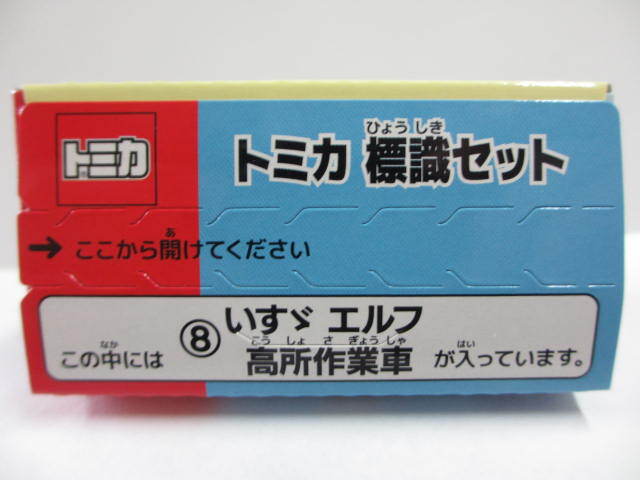 トミカ
ひょう しき
トミカ 標識セット
あ
→ ここから開けてください
いすゞ エルフ
⑧
なか
この中には
こう しょ さ ぎょう しゃ
高所作業車
はい
が入っています。